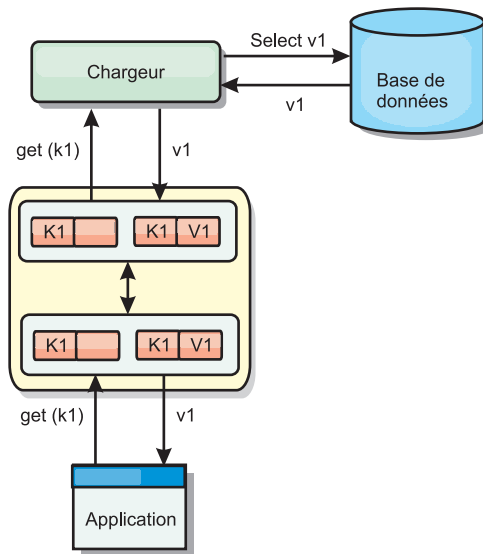 Select v1
Chargeur
Base de
données
v1
get (k1)
v1
K1
K1 V1
K1
K1 V1
get (k1)
v1
Application